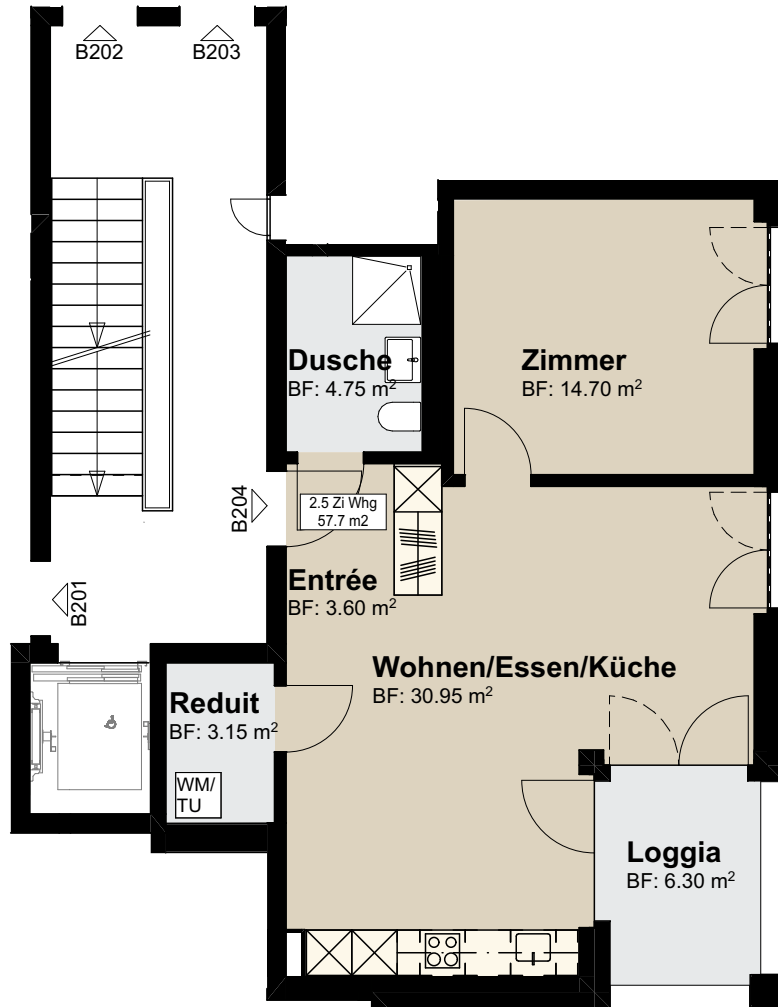 B202
B203
Dusche
BF: 4.75 m²
Zimmer
BF: 14.70 m²
B204
2.5 Zi Whg
57.7 m2
Entrée
BF: 3.60 m²
B201
Wohnen/Essen/Küche
BF: 30.95 m²
Reduit
BF: 3.15 m²
WM/
TU
Loggia
BF: 6.30 m²